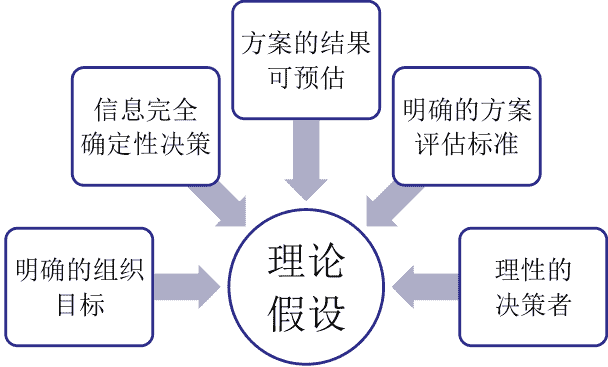 方案的结果
可预估
信息完全
确定性决策
明确的方案
评估标准
明确的组织
目标
理论
假设
理性的
决策者